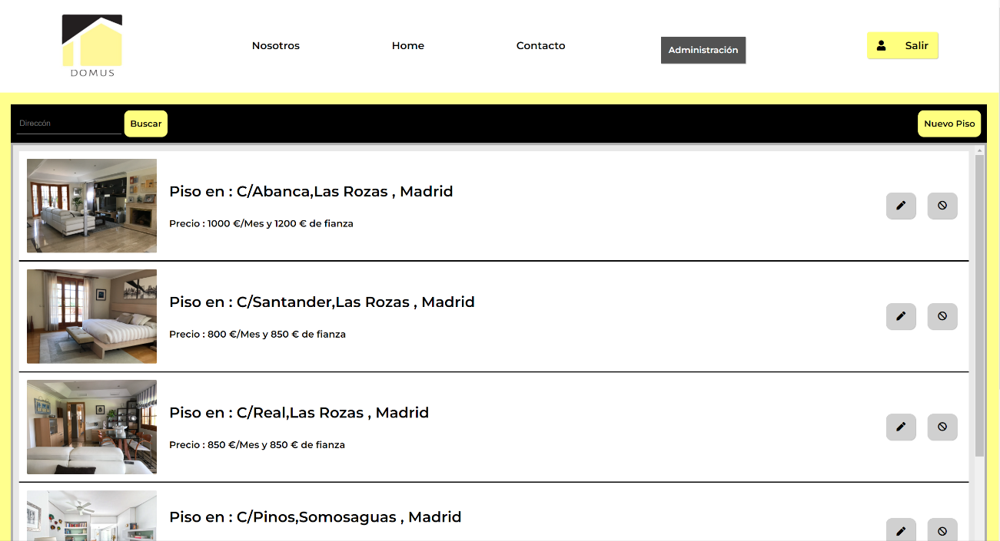 DOMUS
Nosotros
Home
Contacto
Administración
Salir
Direccón
Buscar
Nuevo Piso
Piso en : C/Abanca,Las Rozas , Madrid
Precio : 1000 €/Mes y 1200 € de fianza
Piso en : C/Santander,Las Rozas , Madrid
Precio : 800 €/Mes y 850 € de fianza
Piso en : C/Real,Las Rozas , Madrid
Precio : 850 €/Mes y 850 € de fianza
Piso en : C/Pinos,Somosaguas , Madrid